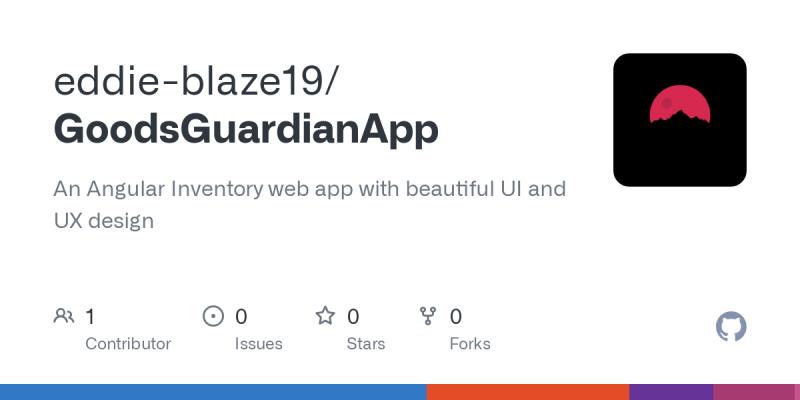 eddie-blaze19/
GoodsGuardianApp
An Angular Inventory web app with beautiful UI and
UX design
1
Contributor
0
Issues
0
Stars
0
Forks